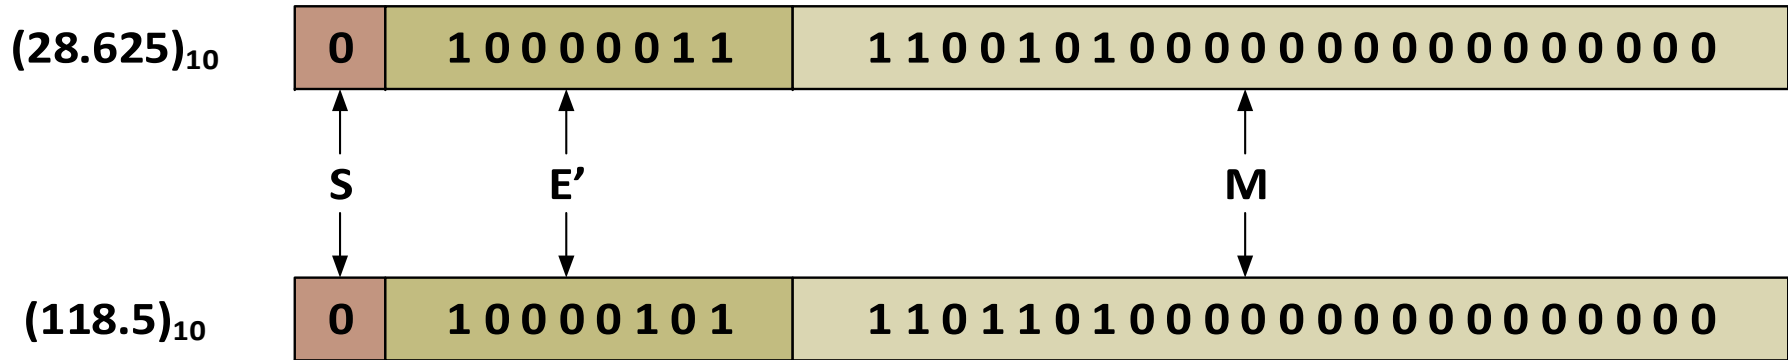 (28.625)₁₀ 0 1 0 0 0 0 0 1 1 1 1 0 0 1 0 1 0 0 0 0 0 0 0 0 0 0 0 0 0 0 0 0
S E’ M
(118.5)₁₀ 0 1 0 0 0 0 1 0 1 1 1 0 1 1 0 1 0 0 0 0 0 0 0 0 0 0 0 0 0 0 0 0